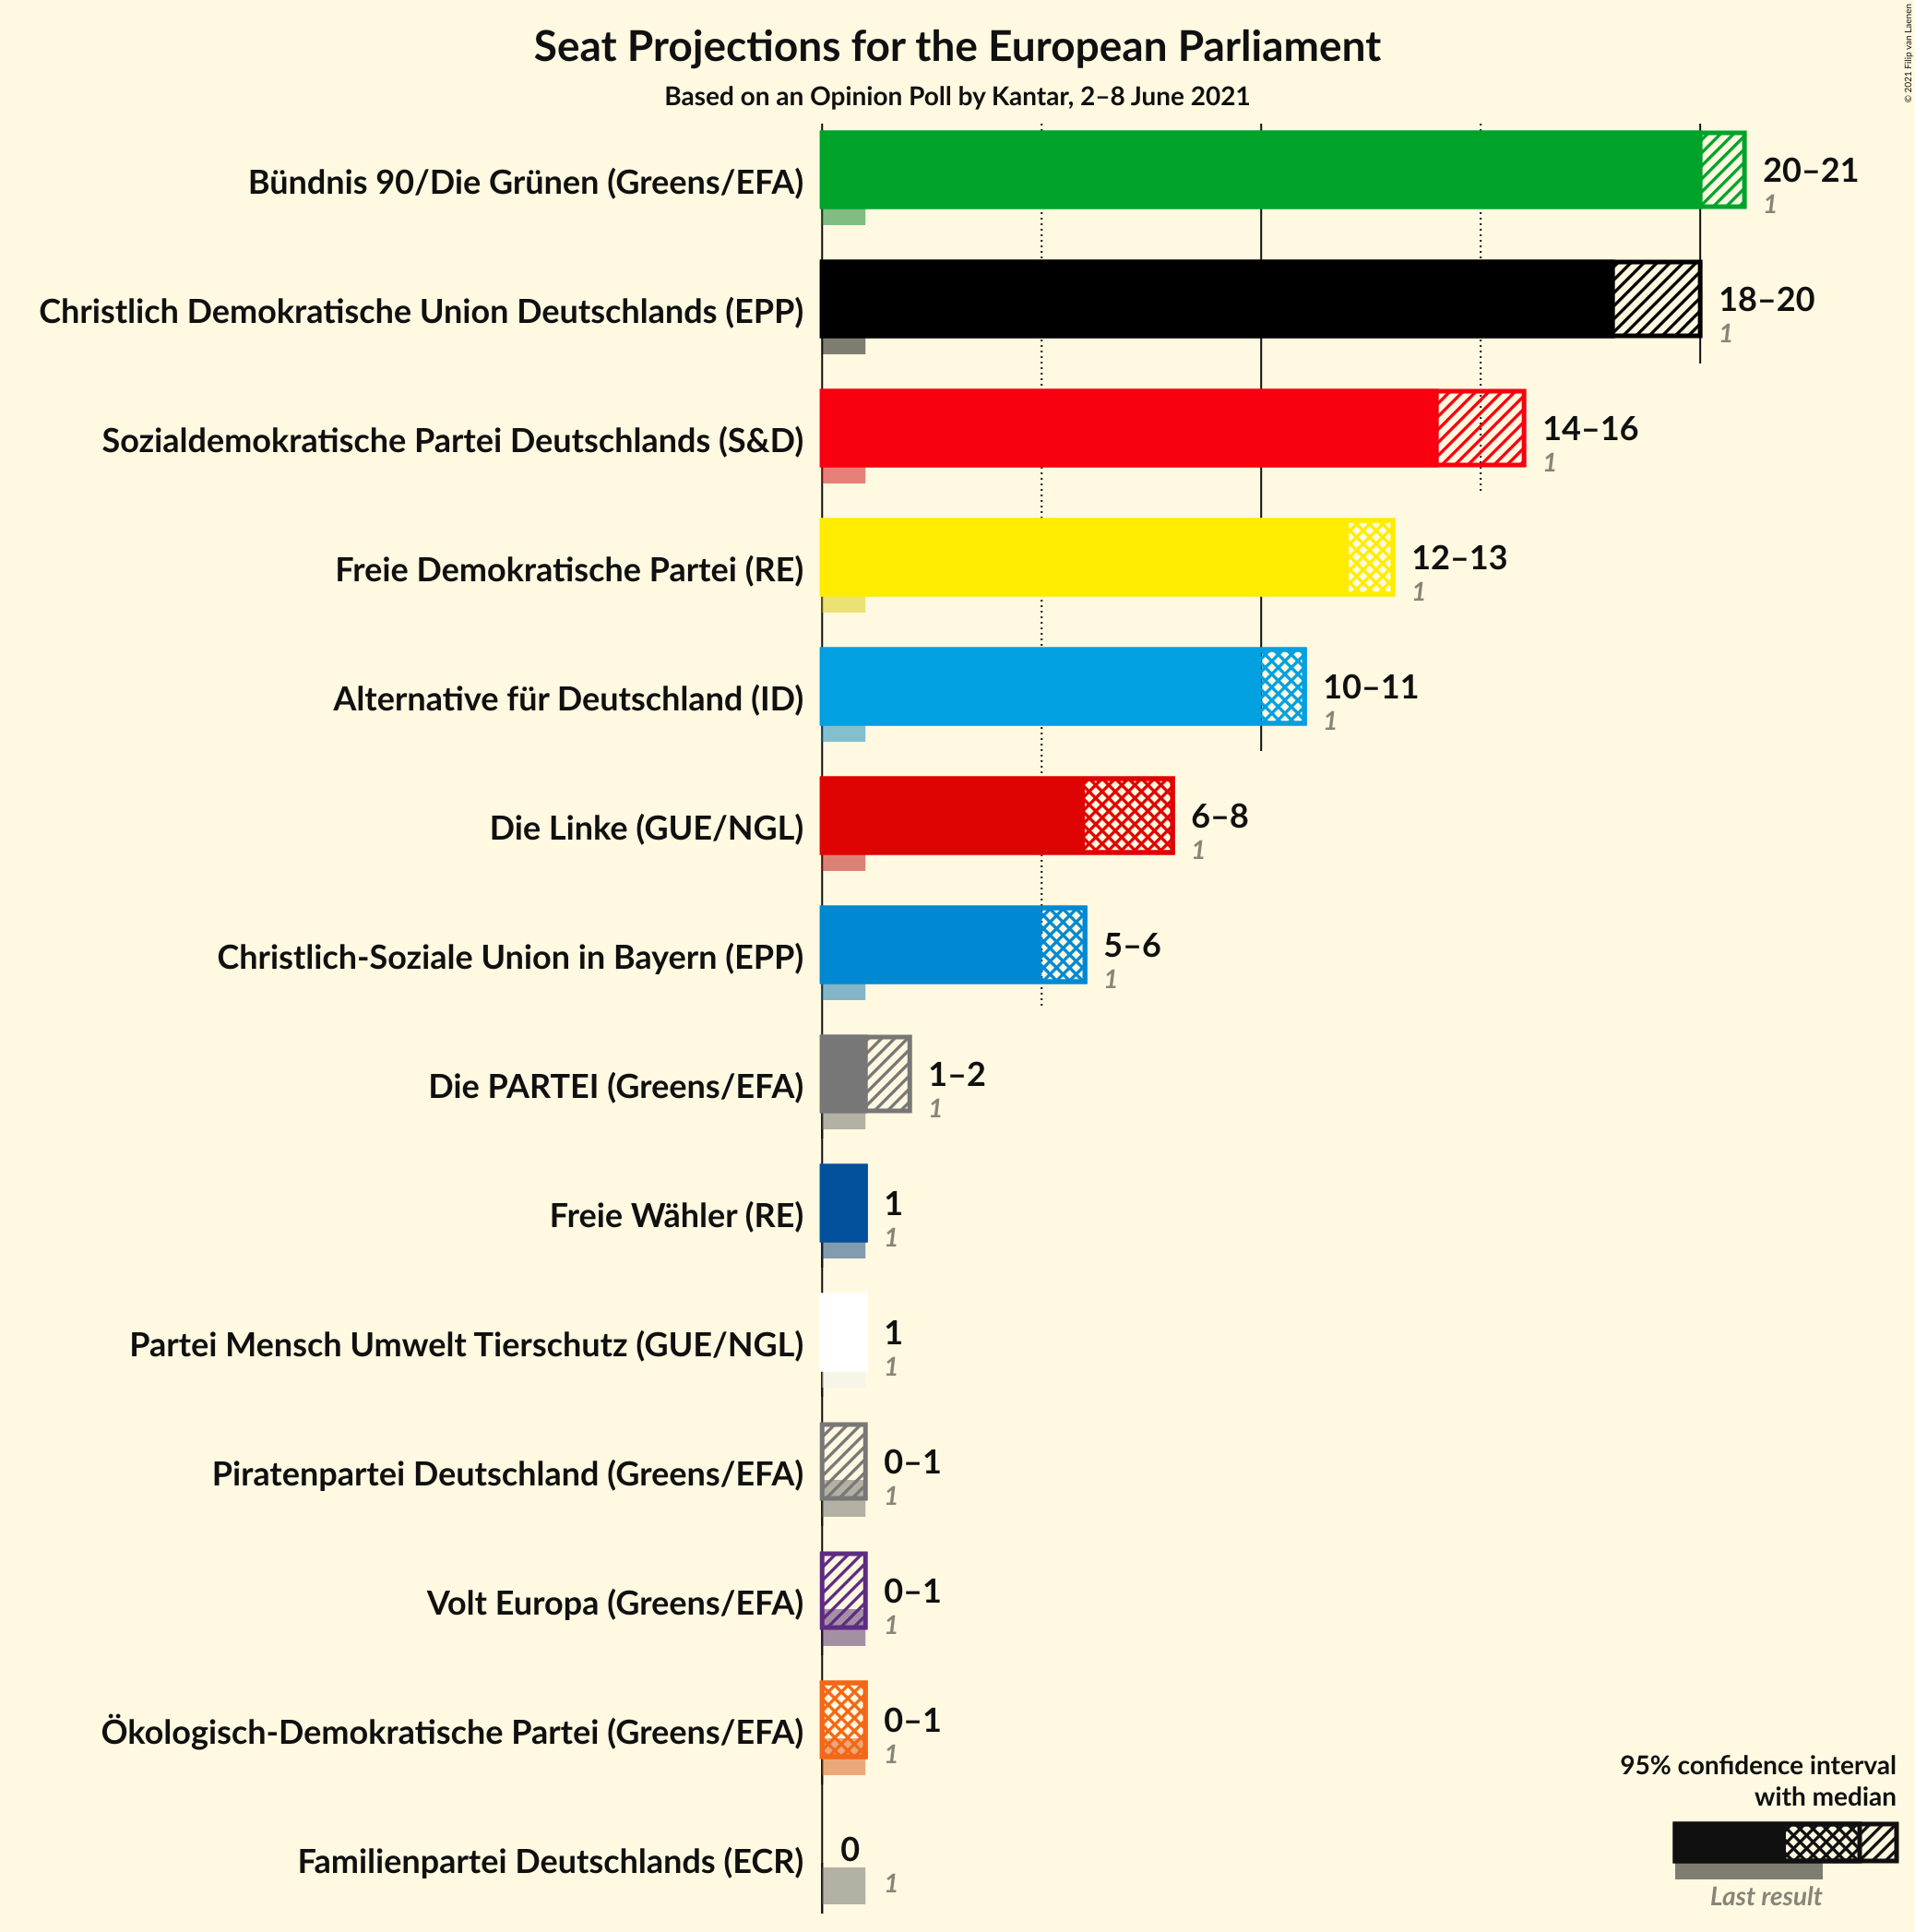 Seat Projections for the European Parliament
Based on an Opinion Poll by Kantar, 2–8 June 2021
© 2021 Filip van Laenen
Bündnis 90/Die Grünen (Greens/EFA)
20–21
1
Christlich Demokratische Union Deutschlands (EPP)
18–20
1
Sozialdemokratische Partei Deutschlands (S&D)
14–16
1
Freie Demokratische Partei (RE)
12–13
1
Alternative für Deutschland (ID)
10–11
1
Die Linke (GUE/NGL)
6–8
1
Christlich-Soziale Union in Bayern (EPP)
5–6
1
Die PARTEI (Greens/EFA)
1–2
1
Freie Wähler (RE)
1
1
Partei Mensch Umwelt Tierschutz (GUE/NGL)
1
1
Piratenpartei Deutschland (Greens/EFA)
0–1
1
Volt Europa (Greens/EFA)
0–1
1
Ökologisch-Demokratische Partei (Greens/EFA)
0–1
1
Familienpartei Deutschlands (ECR)
0
1
95% confidence interval
with median
Last result